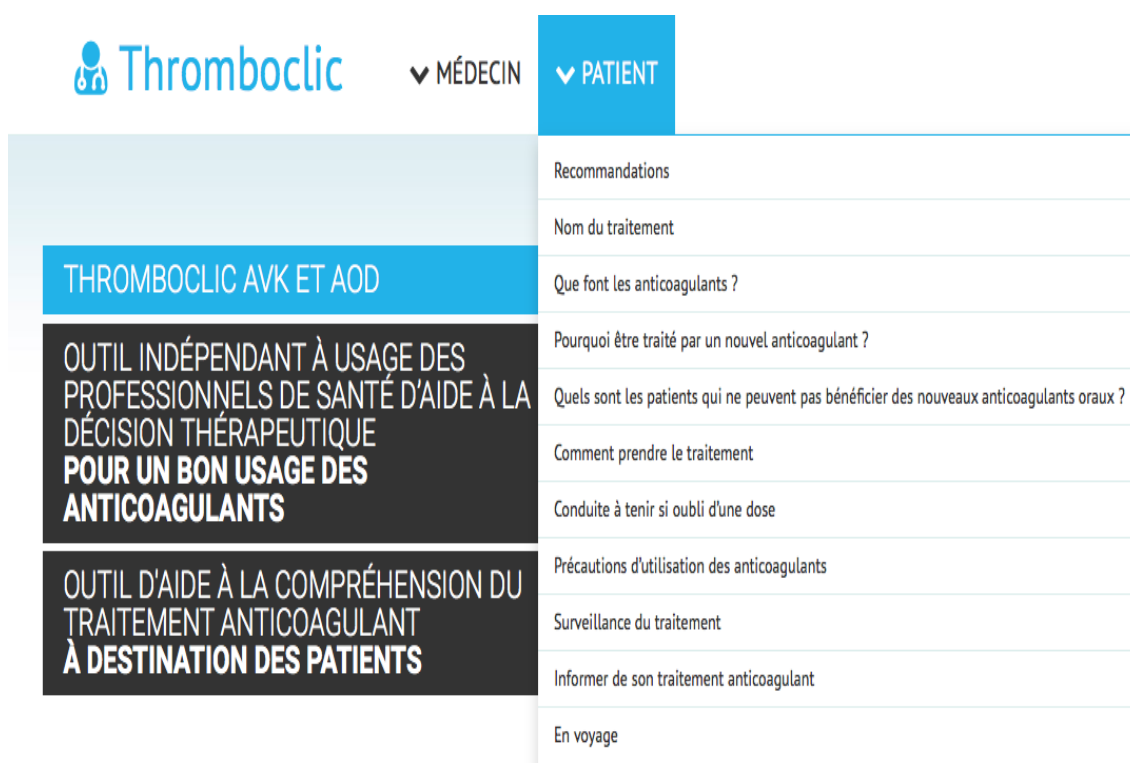 Thromboclic
MÉDECIN
PATIENT
THROMBOCLIC AVK ET AOD
OUTIL INDÉPENDANT À USAGE DES
PROFESSIONNELS DE SANTÉ D'AIDE À LA
DÉCISION THÉRAPEUTIQUE
POUR UN BON USAGE DES
ANTICOAGULANTS
OUTIL D'AIDE À LA COMPRÉHENSION DU
TRAITEMENT ANTICOAGULANT
À DESTINATION DES PATIENTS
Recommandations
Nom du traitement
Que font les anticoagulants ?
Pourquoi être traité par un nouvel anticoagulant ?
Quels sont les patients qui ne peuvent pas bénéficier des nouveaux anticoagulants oraux ?
Comment prendre le traitement
Conduite à tenir si oubli d'une dose
Précautions d'utilisation des anticoagulants
Surveillance du traitement
Informer de son traitement anticoagulant
En voyage